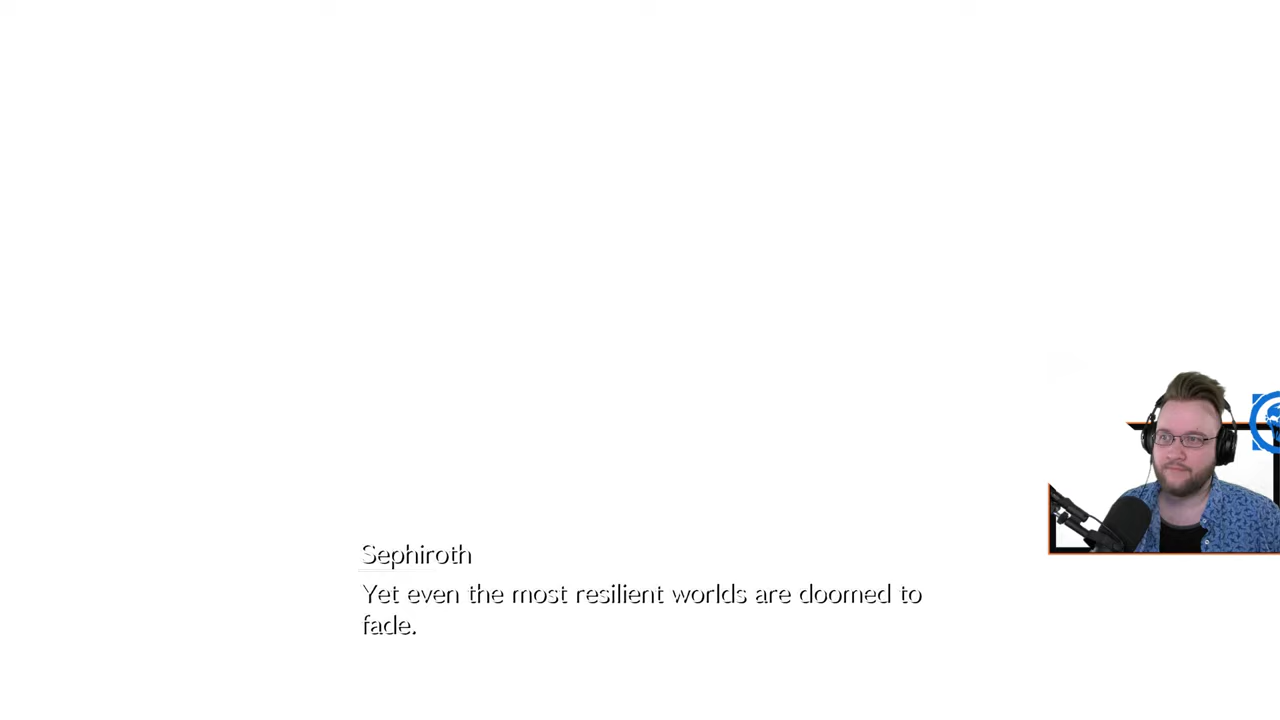 Sephiroth
Yet even the most resilient worlds are doomed to
fade.